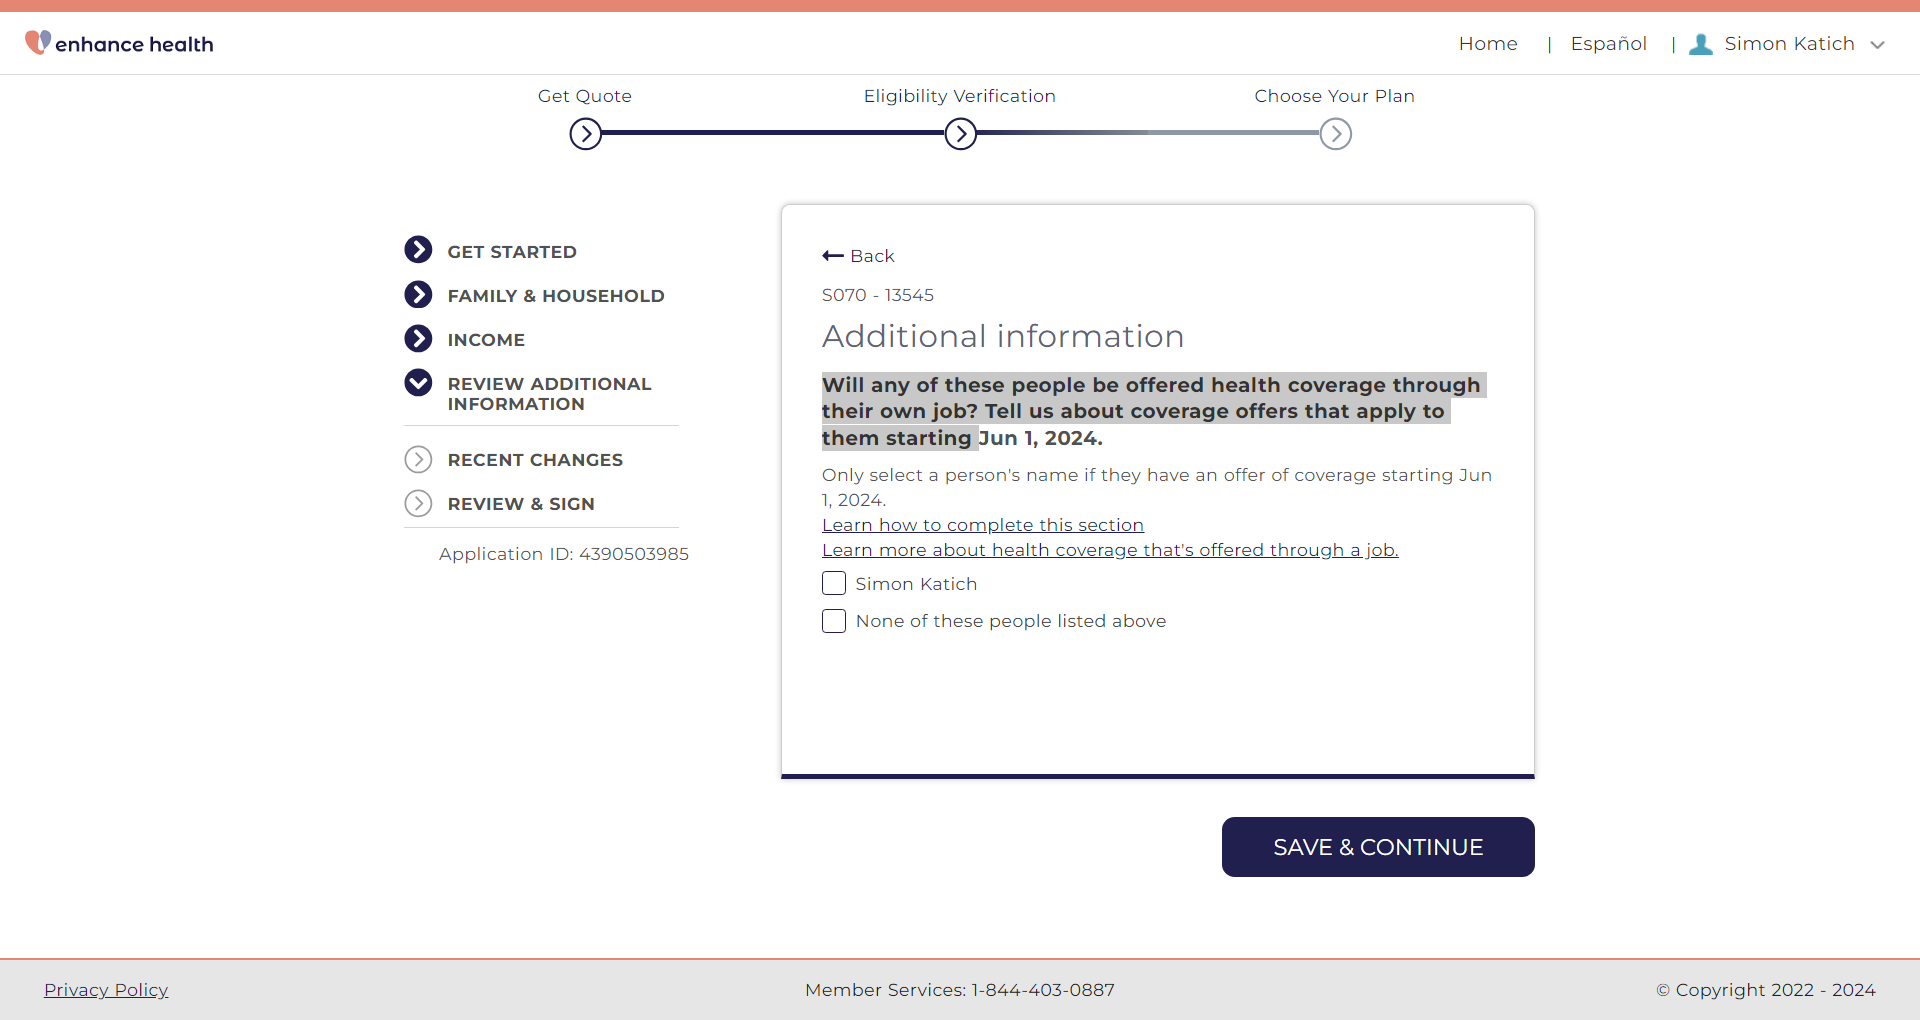 enhance health
Home | Español | Simon Katich
Get Quote
Eligibility Verification
Choose Your Plan
GET STARTED
FAMILY & HOUSEHOLD
INCOME
REVIEW ADDITIONAL
INFORMATION
RECENT CHANGES
REVIEW & SIGN
Application ID: 4390503985
Back
S070 - 13545
Additional information
Will any of these people be offered health coverage through
their own job? Tell us about coverage offers that apply to
them starting Jun 1, 2024.
Only select a person's name if they have an offer of coverage starting Jun
1, 2024.
Learn how to complete this section
Learn more about health coverage that's offered through a job.
Simon Katich
None of these people listed above
SAVE & CONTINUE
Privacy Policy
Member Services: 1-844-403-0887
© Copyright 2022 - 2024